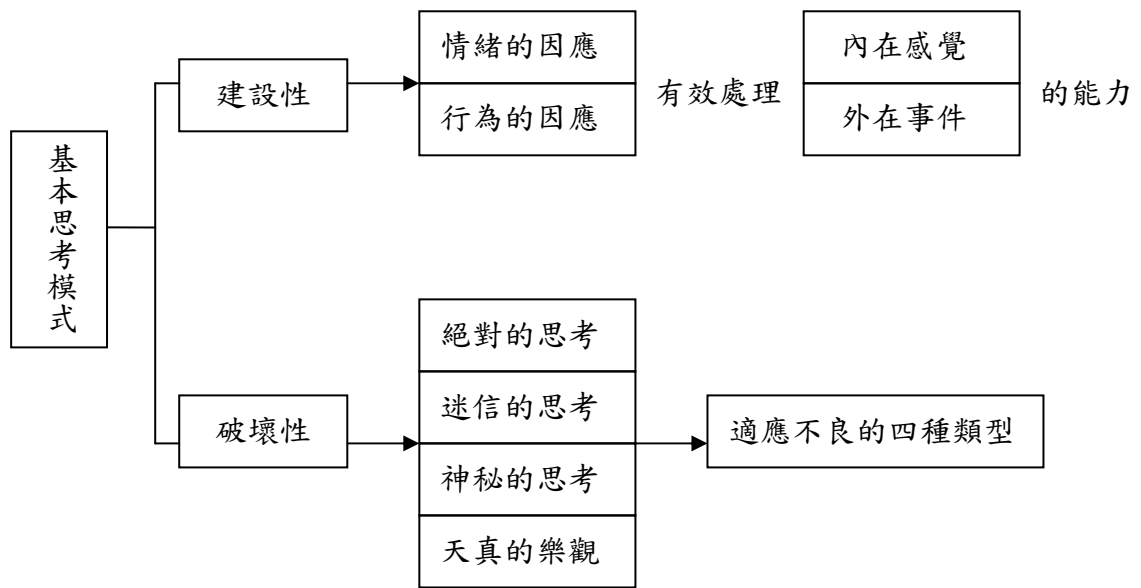 基本思考模式
建設性
情緒的因應
行為的因應
有效處理
內在感覺
外在事件
的能力
破壞性
絕對的思考
迷信的思考
神秘的思考
天真的樂觀
適應不良的四種類型